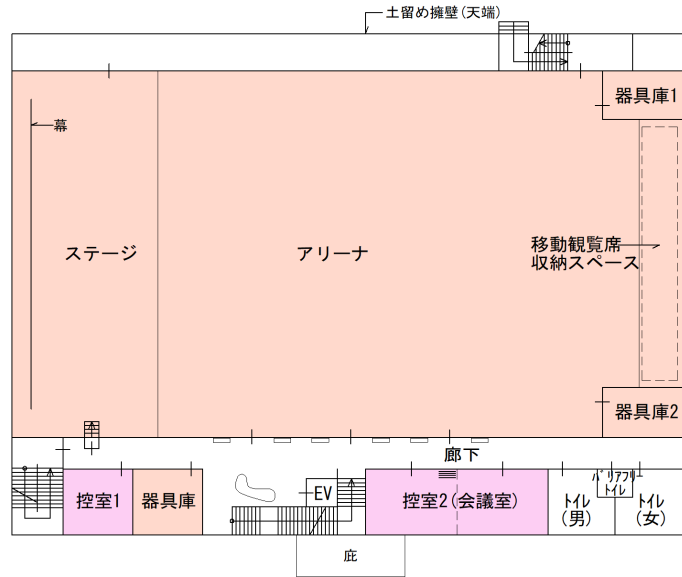 土留め擁壁(天端)
器具庫1
幕
ステージ
アリーナ
移動観覧席
収納スペース
器具庫2
廊下
控室1
器具庫
EV
控室2(会議室)
バリアフリー
トイレ
トイレ
(男)
トイレ
(女)
庇